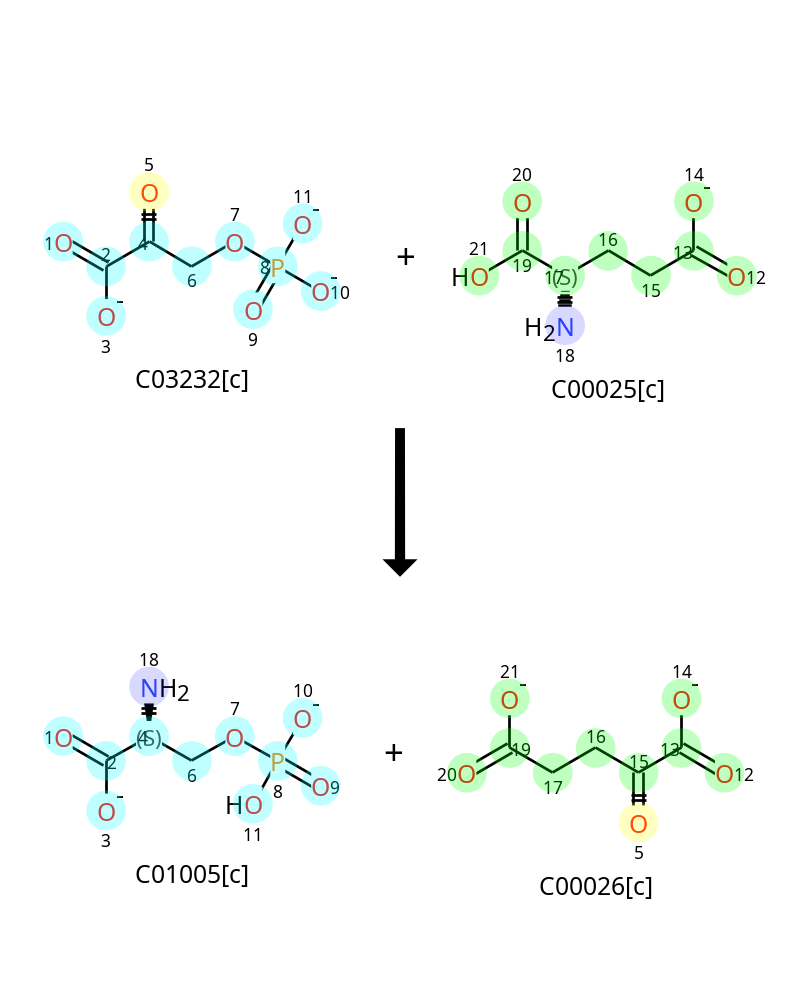 5 20 14
O O O -
11
7 O -
1 O 2 4 O 21 HO 19 17 (S) 16 13 O 12
6 8 P O - 10 15
O - O H2N
3 9 18
C03232[c] + C00025[c]
18 21 14
NH2 O - O -
7 10 O -
1 O 2 4 (S) O 20 O 19 16 15 13 O 12
6 P O 9 17
8
O - HO O
3 11 5
C01005[c] + C00026[c]